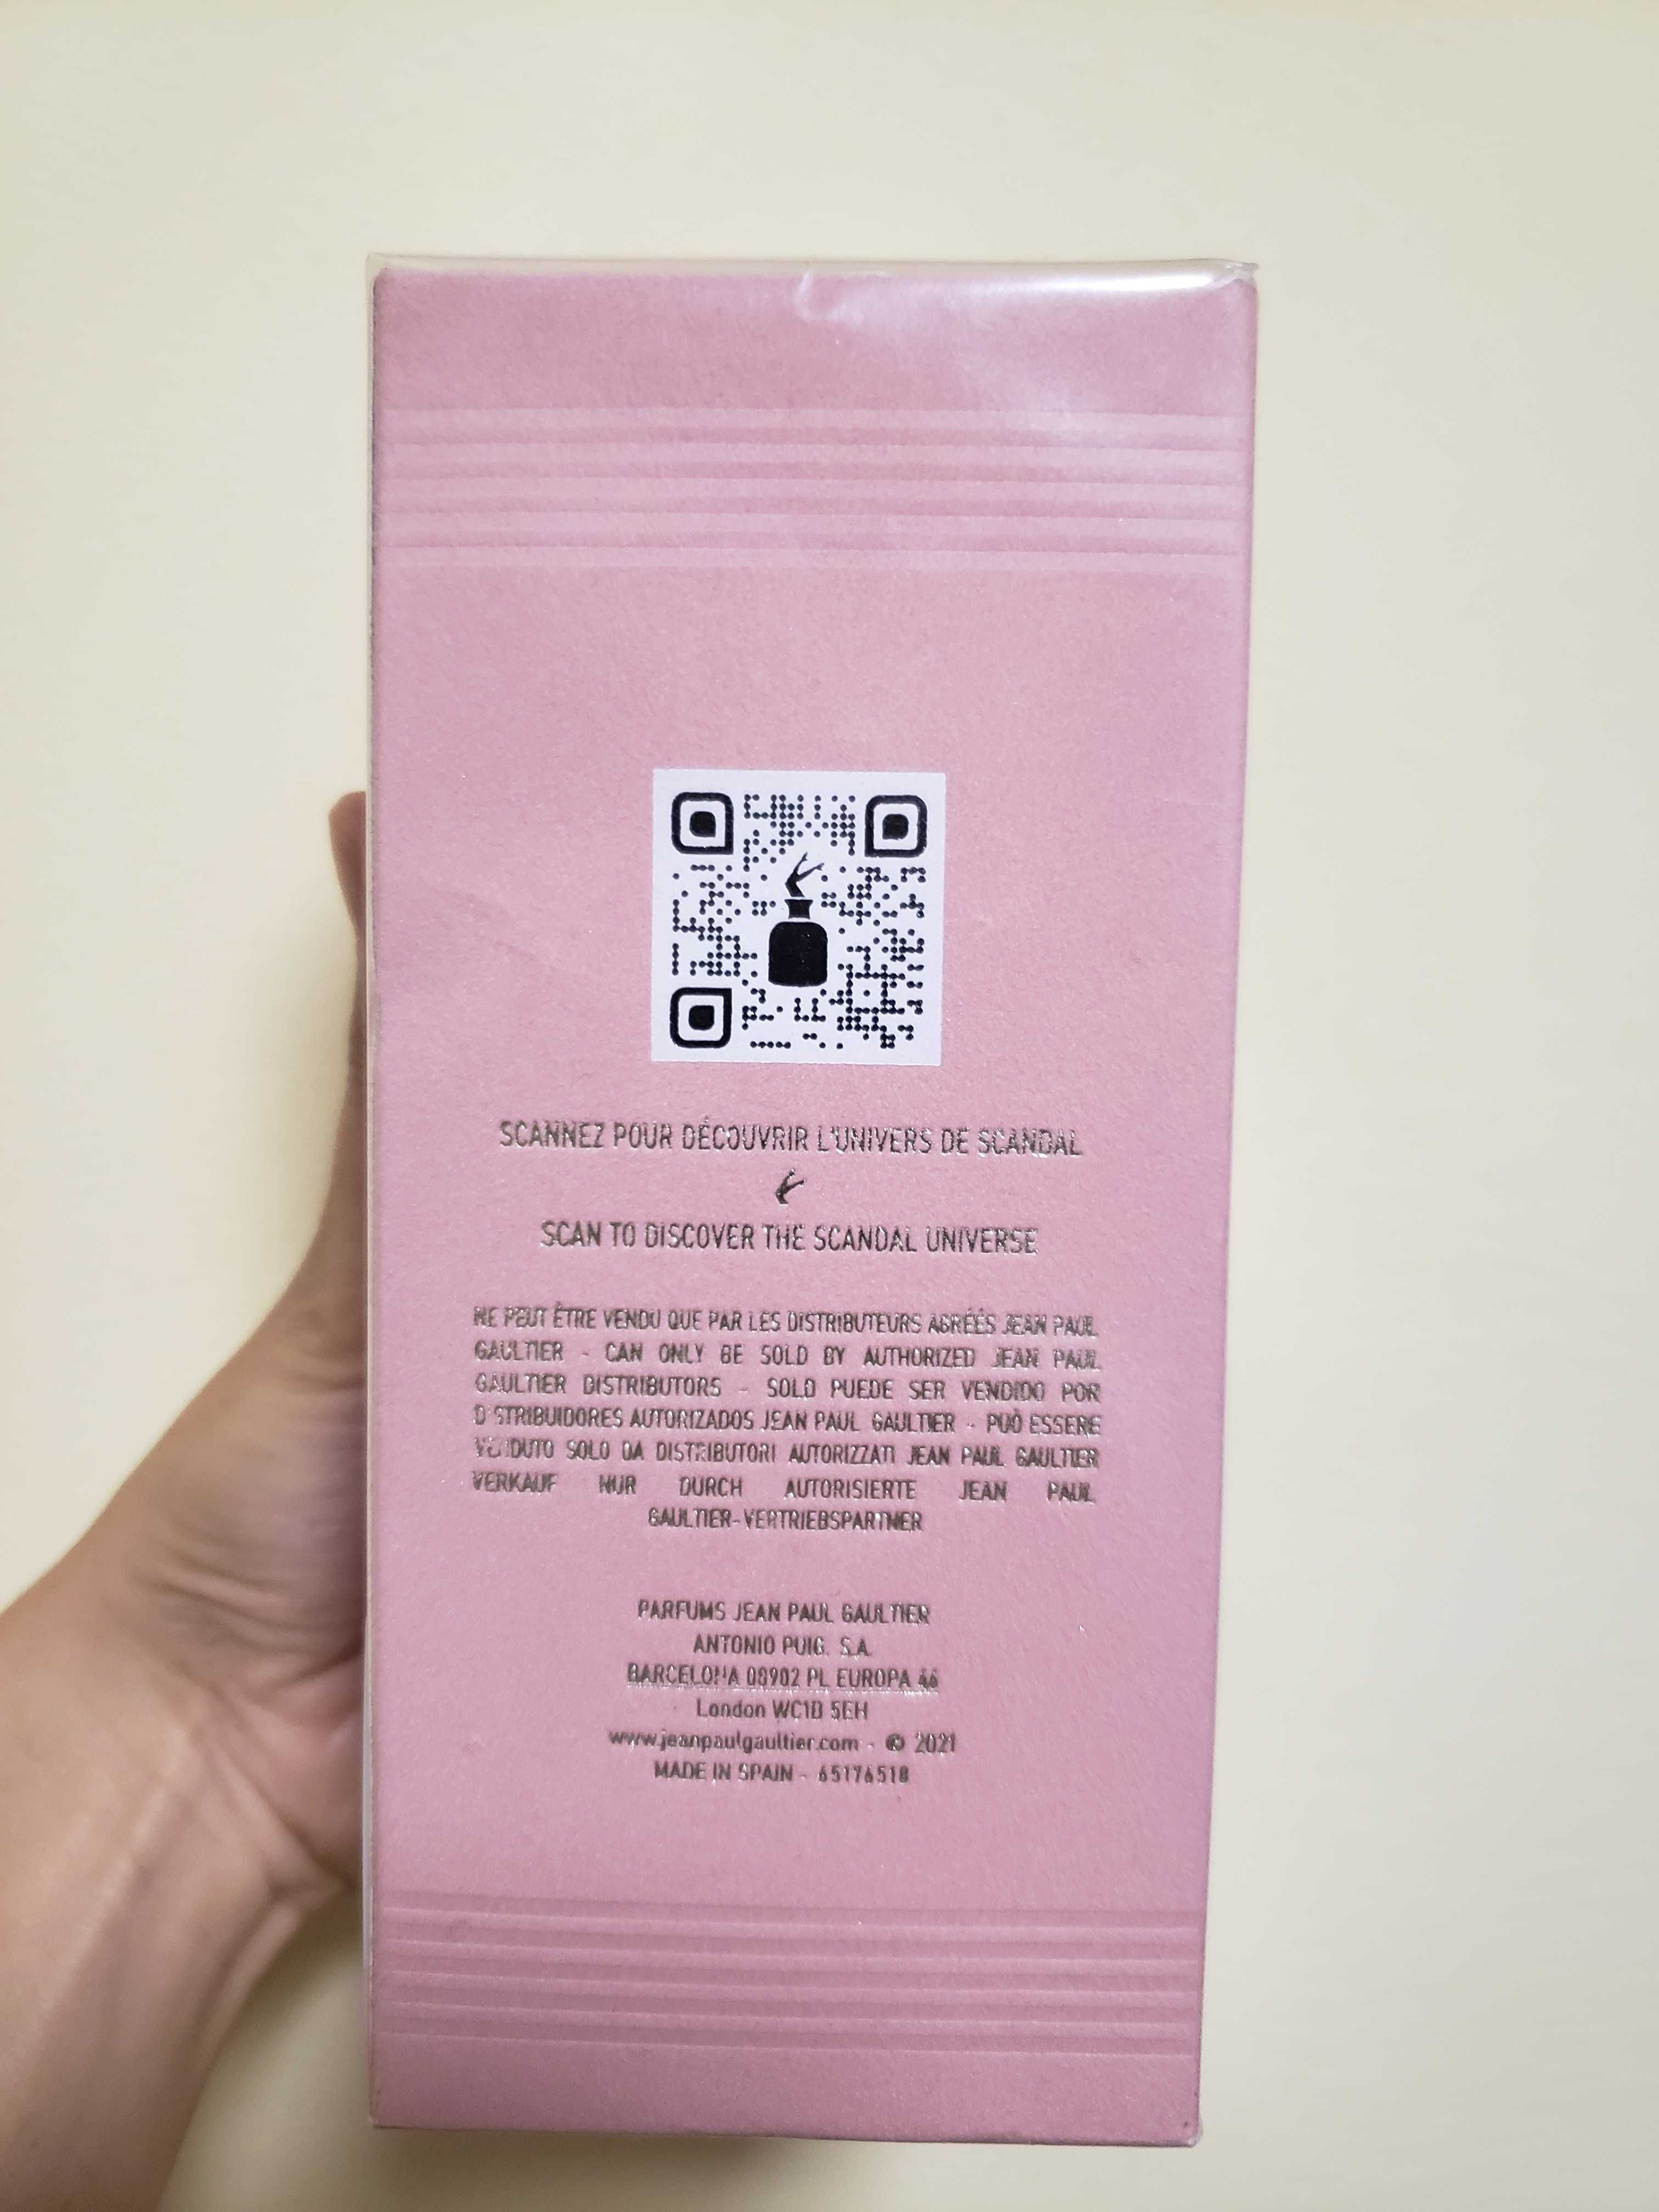 SCANNEZ POUR DÉCOUVRIR L'UNIVERS DE SCANDAL
SCAN TO DISCOVER THE SCANDAL UNIVERSE
NE PEUT ÊTRE VENDU QUE PAR LES DISTRIBUTEURS AGRÉÉS JEAN PAUL
GAULTIER - CAN ONLY BE SOLD BY AUTHORIZED JEAN PAUL
GAULTIER DISTRIBUTORS - SOLO PUEDE SER VENDIDO POR
DISTRIBUIDORES AUTORIZADOS JEAN PAUL GAULTIER - PUÒ ESSERE
VENDUTO SOLO DA DISTRIBUTORI AUTORIZZATI JEAN PAUL GAULTIER
VERKAUF NUR DURCH AUTORISIERTE JEAN PAUL
GAULTIER-VERTRIEBSPARTNER
PARFUMS JEAN PAUL GAULTIER
ANTONIO PUIG. S.A.
BARCELONA 08902 PL EUROPA 46
London WC1B 5EH
www.jeanpaulgaultier.com - © 2021
MADE IN SPAIN - 65176518